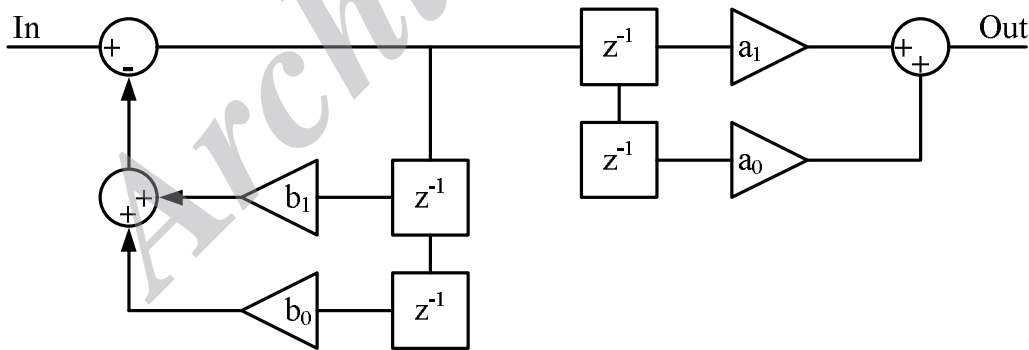 In
+
-
z⁻¹
a₁
+
+
Out
z⁻¹
a₀
+
+
b₁
z⁻¹
b₀
z⁻¹